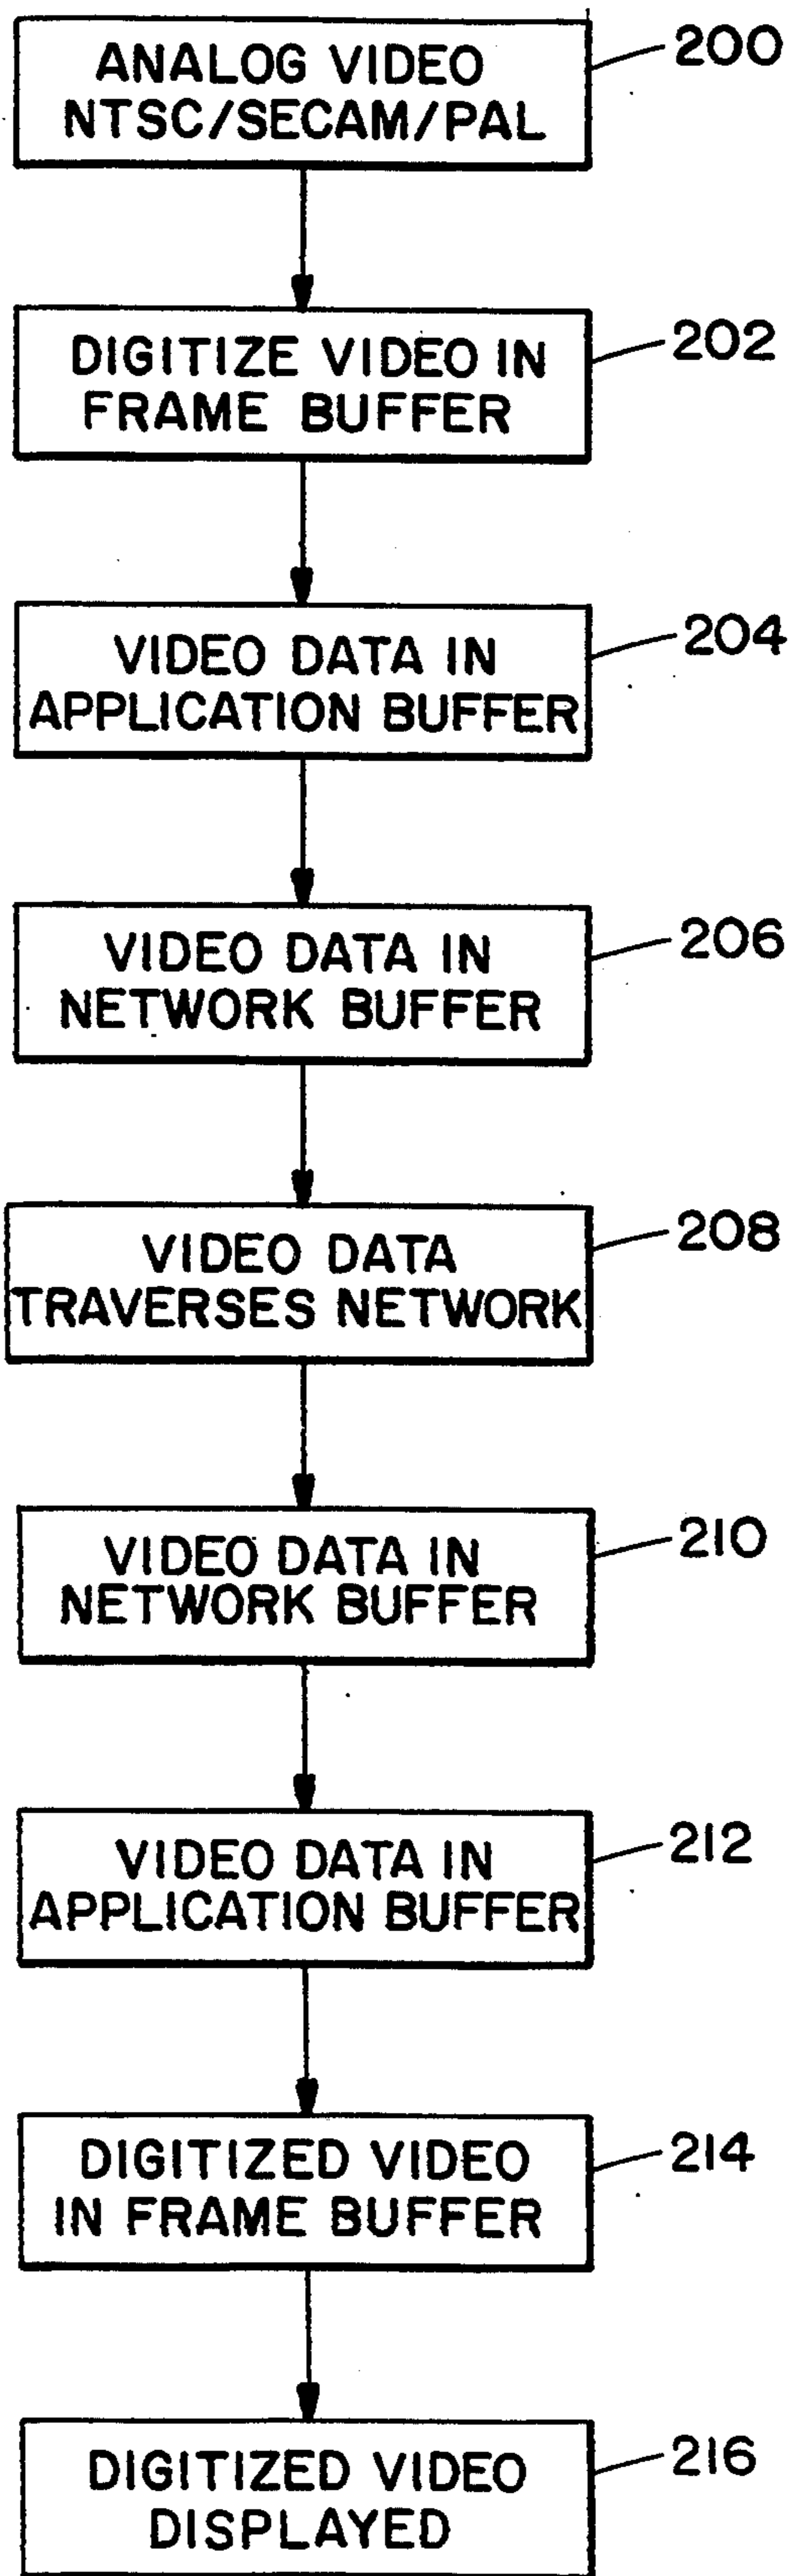 ANALOG VIDEO
NTSC/SECAM/PAL
200
DIGITIZE VIDEO IN
FRAME BUFFER
202
VIDEO DATA IN
APPLICATION BUFFER
204
VIDEO DATA IN
NETWORK BUFFER
206
VIDEO DATA
TRAVERSES NETWORK
208
VIDEO DATA IN
NETWORK BUFFER
210
VIDEO DATA IN
APPLICATION BUFFER
212
DIGITIZED VIDEO
IN FRAME BUFFER
214
DIGITIZED VIDEO
DISPLAYED
216